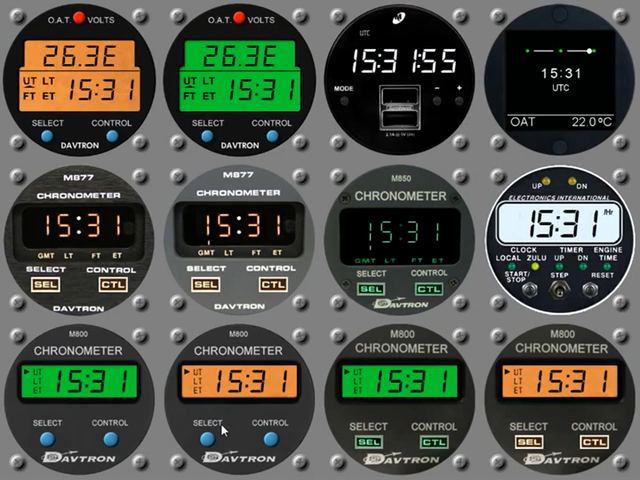 O.A.T. VOLTS
26.3E
UT LT
FT ET
15:31
SELECT CONTROL
DAVTRON
O.A.T. VOLTS
26.3E
UT LT
FT ET
15:31
SELECT CONTROL
DAVTRON
UTC
15:31:55
MODE - +
15:31
UTC
OAT 22.0°C
M877
CHRONOMETER
15:31
GMT LT FT ET
SELECT CONTROL
SEL CTL
DAVTRON
M877
CHRONOMETER
15:31
GMT LT FT ET
SELECT CONTROL
SEL CTL
DAVTRON
M850
CHRONOMETER
15:31
GMT LT FT ET
SELECT CONTROL
SEL CTL
DAVTRON
UP DN
ELECTRONICS INTERNATIONAL
15:31
CLOCK TIMER ENGINE
LOCAL ZULU UP DN TIME
START/ STEP RESET
STOP
M800
CHRONOMETER
UT
LT
ET
15:31
SELECT CONTROL
DAVTRON
M800
CHRONOMETER
UT
LT
ET
15:31
SELECT CONTROL
DAVTRON
M800
CHRONOMETER
UT
LT
ET
15:31
SELECT CONTROL
SEL CTL
DAVTRON
M800
CHRONOMETER
UT
LT
ET
15:31
SELECT CONTROL
SEL CTL
DAVTRON